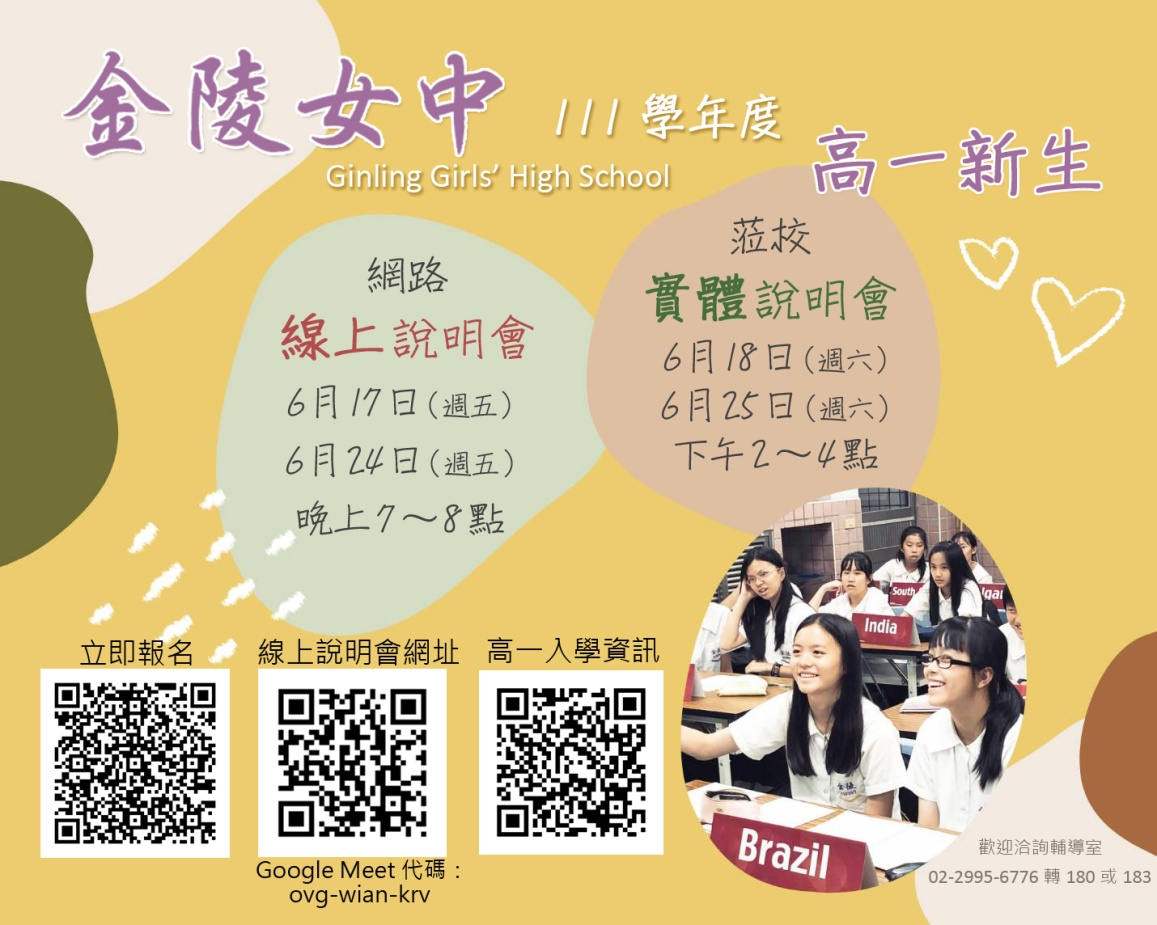 金陵女中
111 學年度
Ginling Girls’ High School
高一新生
網路
線上說明會
6月17日(週五)
6月24日(週五)
晚上7～8點
蒞校
實體說明會
6月18日(週六)
6月25日(週六)
下午2～4點
立即報名
線上說明會網址
高一入學資訊
Google Meet 代碼：
ovg-wian-krv
South
India
Brazil
歡迎洽詢輔導室
02-2995-6776 轉 180 或 183